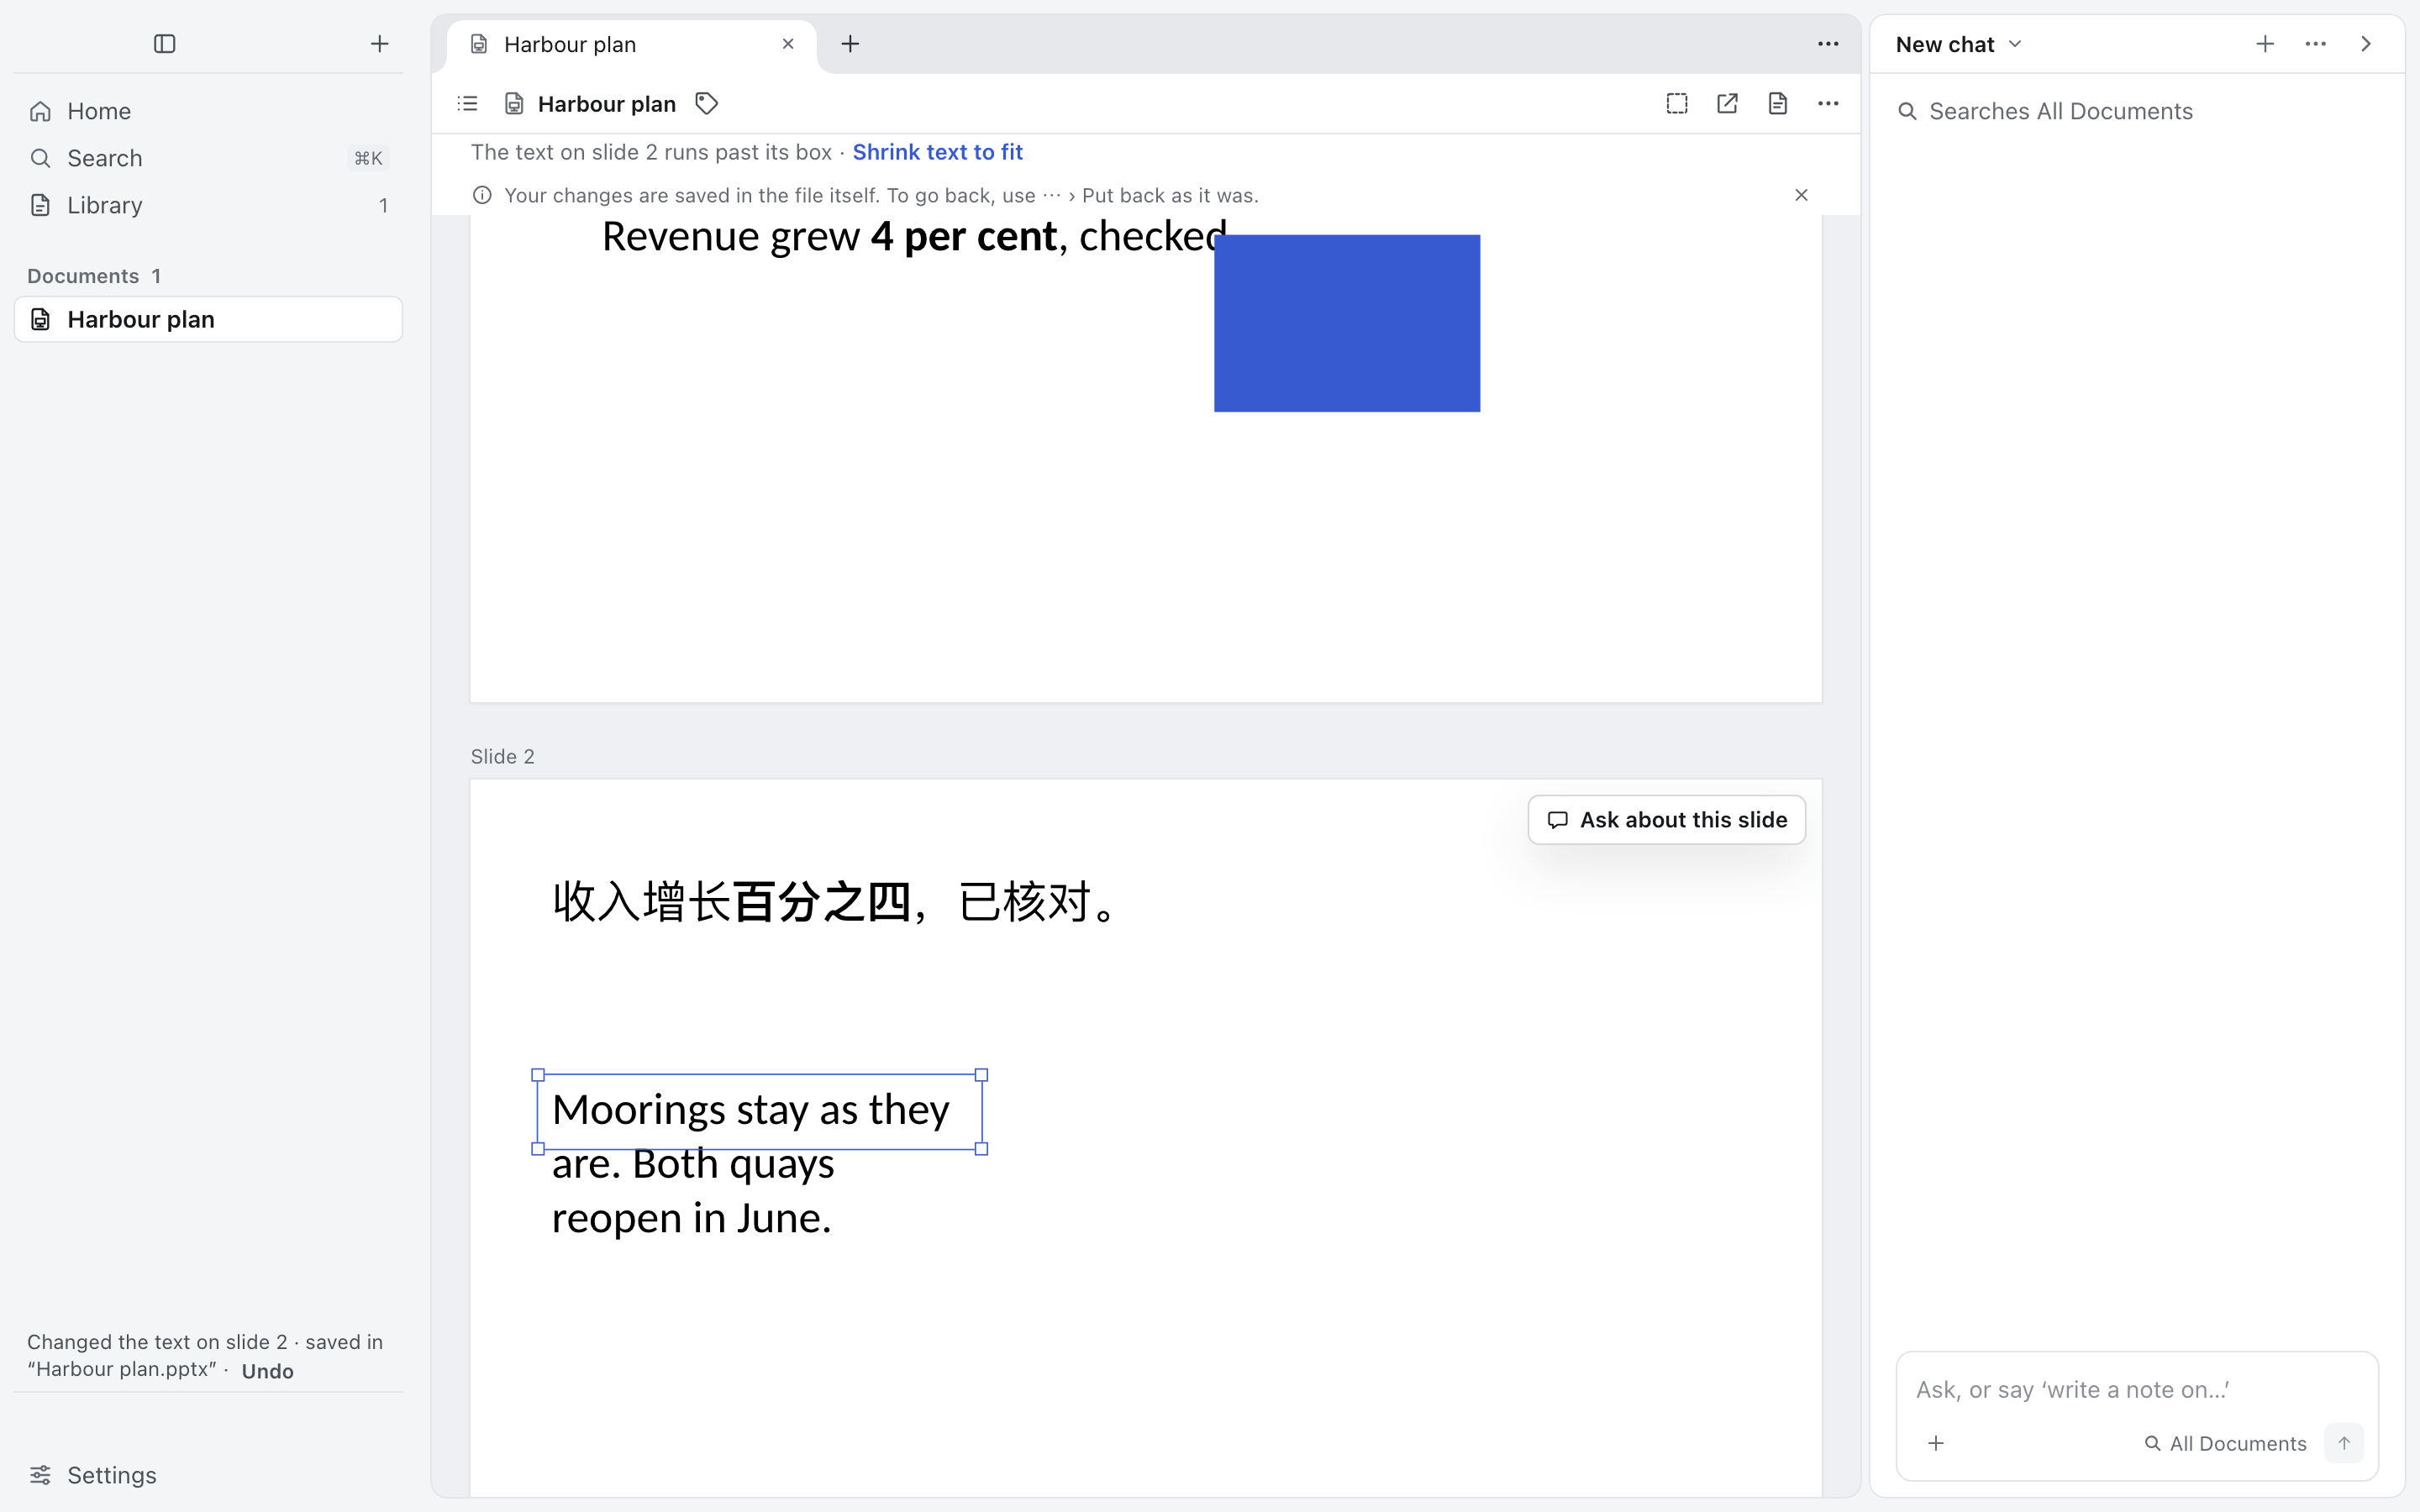 Home
Search ⌘K
Library 1
Documents 1
Harbour plan
Changed the text on slide 2 · saved in
“Harbour plan.pptx” · Undo
Settings
Harbour plan
Harbour plan
The text on slide 2 runs past its box · Shrink text to fit
Your changes are saved in the file itself. To go back, use ··· › Put back as it was.
Revenue grew 4 per cent, checked
Slide 2
Ask about this slide
收入增长百分之四，已核对。
Moorings stay as they
are. Both quays
reopen in June.
New chat
Searches All Documents
Ask, or say ‘write a note on…’
All Documents